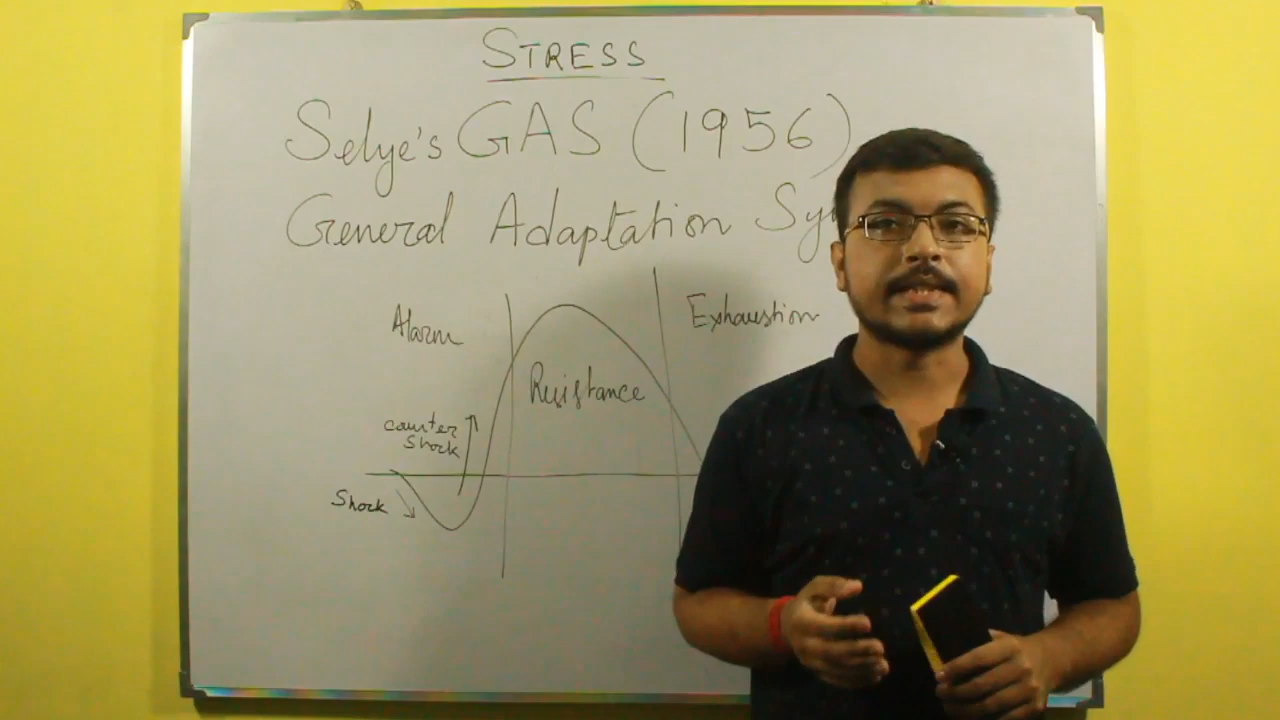 STRESS
Selye's GAS (1956)
General Adaptation Sy
Alarm
Exhaustion
Resistance
counter
shock
Shock